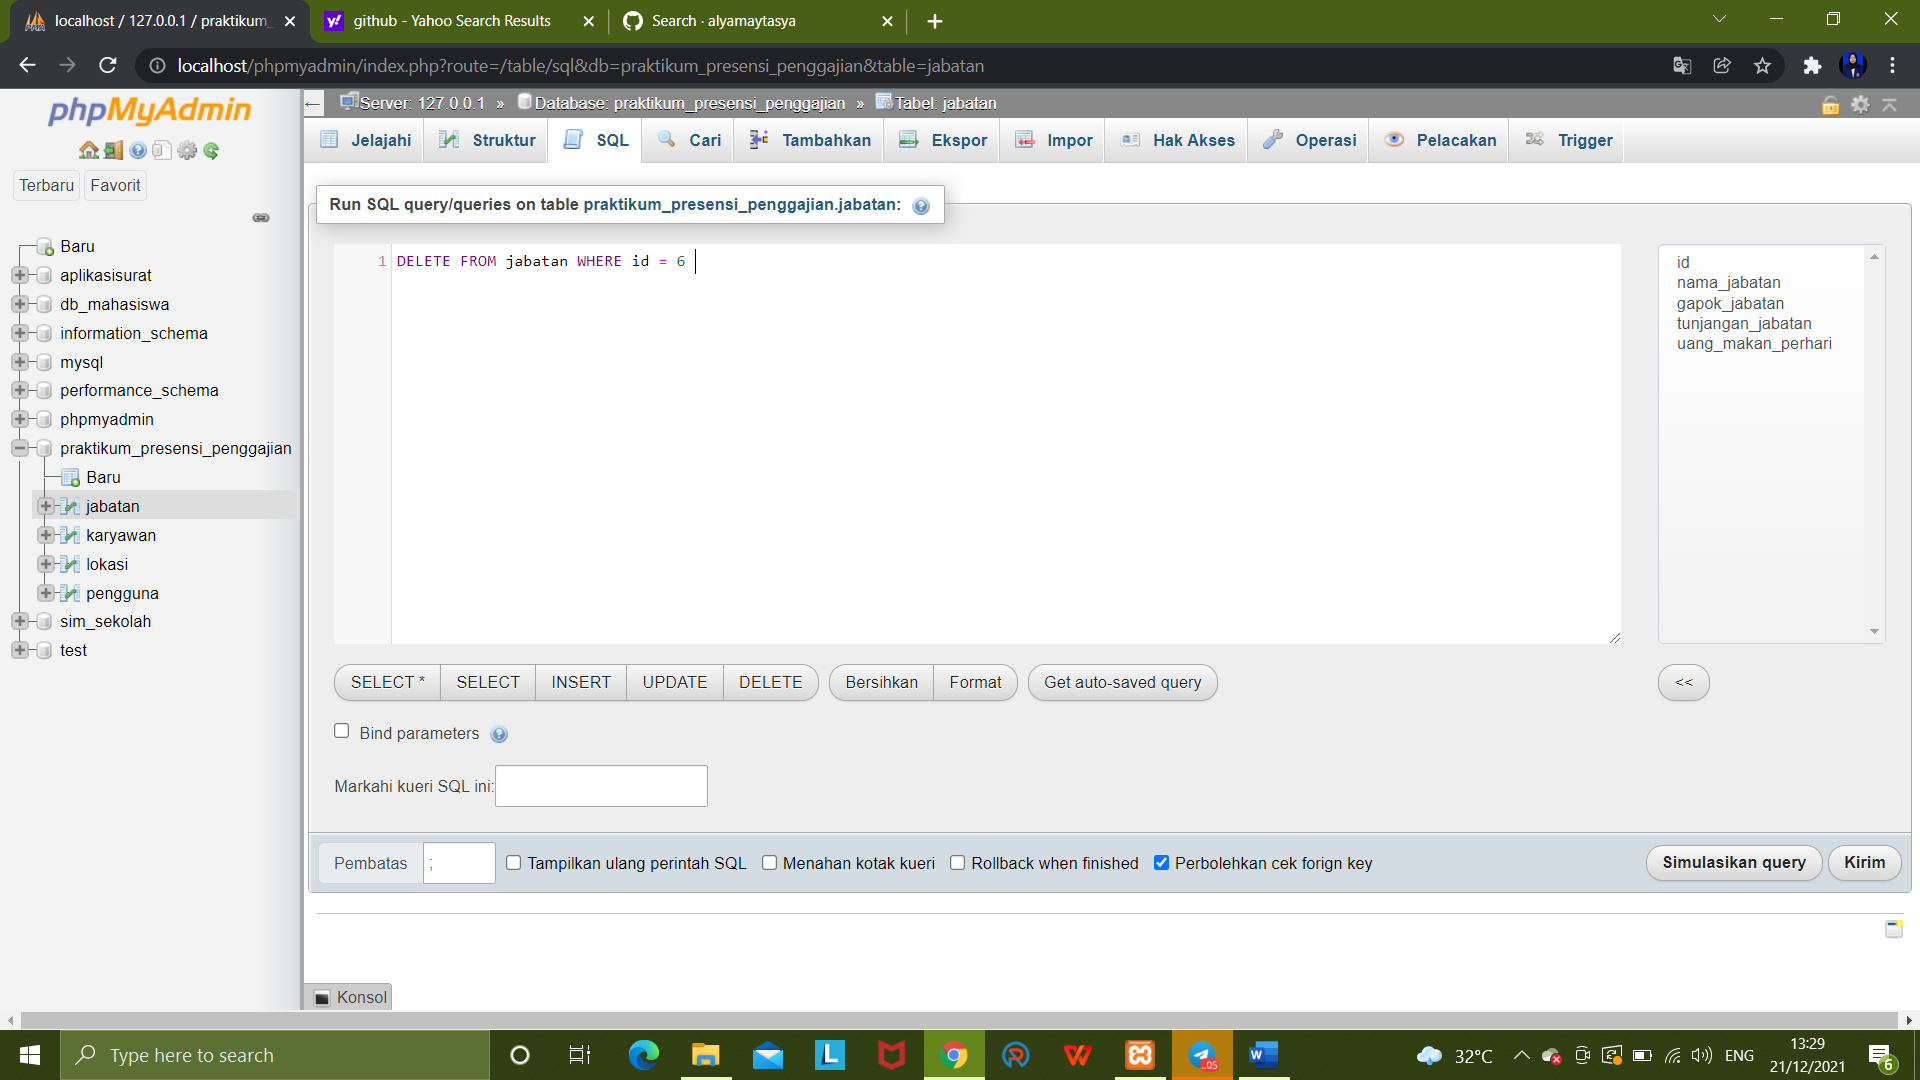 localhost / 127.0.0.1 / praktikum_
github - Yahoo Search Results
Search · alyamaytasya
localhost/phpmyadmin/index.php?route=/table/sql&db=praktikum_presensi_penggajian&table=jabatan
phpMyAdmin
Server: 127.0.0.1 » Database: praktikum_presensi_penggajian » Tabel: jabatan
Jelajahi Struktur SQL Cari Tambahkan Ekspor Impor Hak Akses Operasi Pelacakan Trigger
Terbaru Favorit
Run SQL query/queries on table praktikum_presensi_penggajian.jabatan:
1 DELETE FROM jabatan WHERE id = 6
id
nama_jabatan
gapok_jabatan
tunjangan_jabatan
uang_makan_perhari
Baru
aplikasisurat
db_mahasiswa
information_schema
mysql
performance_schema
phpmyadmin
praktikum_presensi_penggajian
Baru
jabatan
karyawan
lokasi
pengguna
sim_sekolah
test
SELECT * SELECT INSERT UPDATE DELETE Bersihkan Format Get auto-saved query <<
Bind parameters
Markahi kueri SQL ini:
Pembatas ; Tampilkan ulang perintah SQL Menahan kotak kueri Rollback when finished Perbolehkan cek forign key Simulasikan query Kirim
Konsol
Type here to search
32°C ENG
13:29
21/12/2021
6